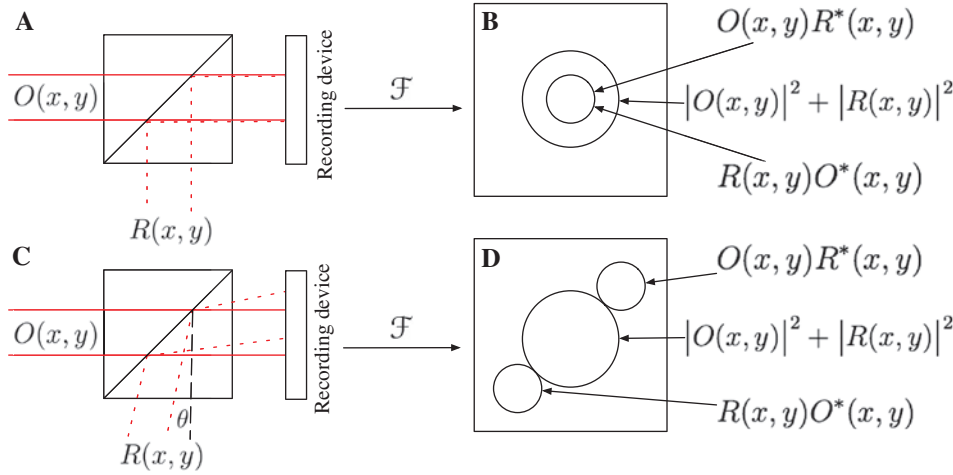 A
O(x, y)
R(x, y)
Recording device
ℱ
B
O(x, y)R*(x, y)
|O(x, y)|² + |R(x, y)|²
R(x, y)O*(x, y)
C
O(x, y)
θ
R(x, y)
Recording device
ℱ
D
O(x, y)R*(x, y)
|O(x, y)|² + |R(x, y)|²
R(x, y)O*(x, y)